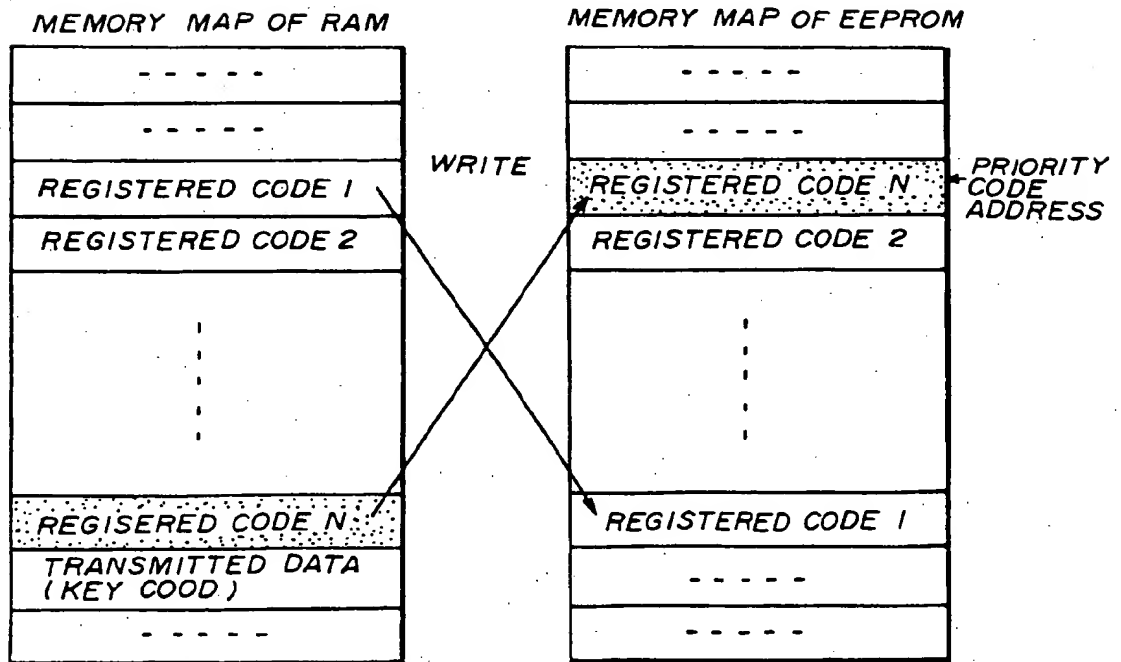 MEMORY MAP OF RAM
REGISTERED CODE 1
REGISTERED CODE 2
REGISERED CODE N
TRANSMITTED DATA
(KEY COOD.)
WRITE
MEMORY MAP OF EEPROM
REGISTERED CODE N
REGISTERED CODE 2
REGISTERED CODE 1
PRIORITY
CODE
ADDRESS